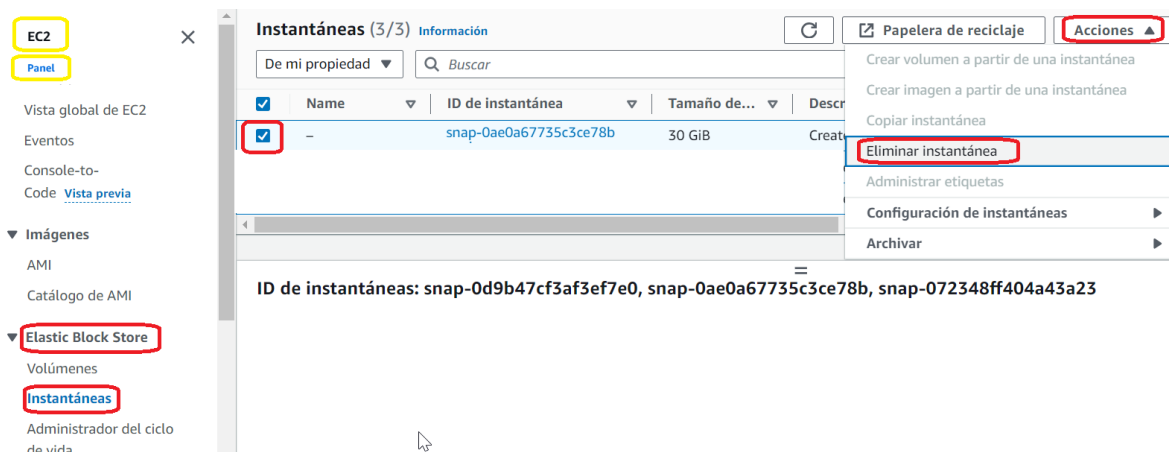 EC2
Panel
Vista global de EC2
Eventos
Console-to-
Code Vista previa
Imágenes
AMI
Catálogo de AMI
Elastic Block Store
Volúmenes
Instantáneas
Administrador del ciclo
de vida
Instantáneas (3/3) Información
Papelera de reciclaje
Acciones
De mi propiedad
Buscar
Name
ID de instantánea
Tamaño de...
Descr
–
snap-0ae0a67735c3ce78b
30 GiB
Create
Crear volumen a partir de una instantánea
Crear imagen a partir de una instantánea
Copiar instantánea
Eliminar instantánea
Administrar etiquetas
Configuración de instantáneas
Archivar
ID de instantáneas: snap-0d9b47cf3af3ef7e0, snap-0ae0a67735c3ce78b, snap-072348ff404a43a23